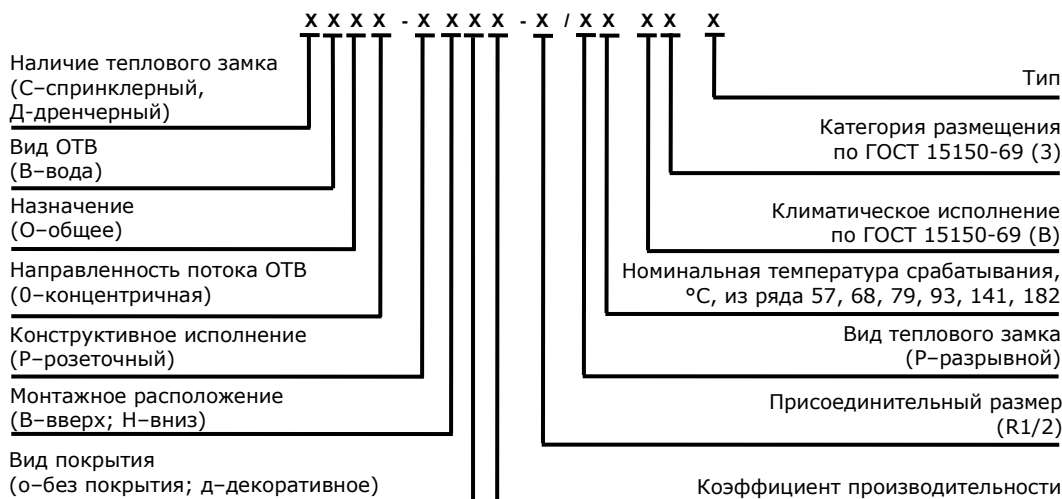 X X X X - X X X X - X / X X X X X
Наличие теплового замка
(С–спринклерный,
Д-дренчерный)
Вид ОТВ
(В–вода)
Назначение
(О–общее)
Направленность потока ОТВ
(0–концентричная)
Конструктивное исполнение
(Р–розеточный)
Монтажное расположение
(В–вверх; Н–вниз)
Вид покрытия
(о–без покрытия; д–декоративное)
Тип
Категория размещения
по ГОСТ 15150-69 (3)
Климатическое исполнение
по ГОСТ 15150-69 (В)
Номинальная температура срабатывания,
°С, из ряда 57, 68, 79, 93, 141, 182
Вид теплового замка
(Р–разрывной)
Присоединительный размер
(R1/2)
Коэффициент производительности